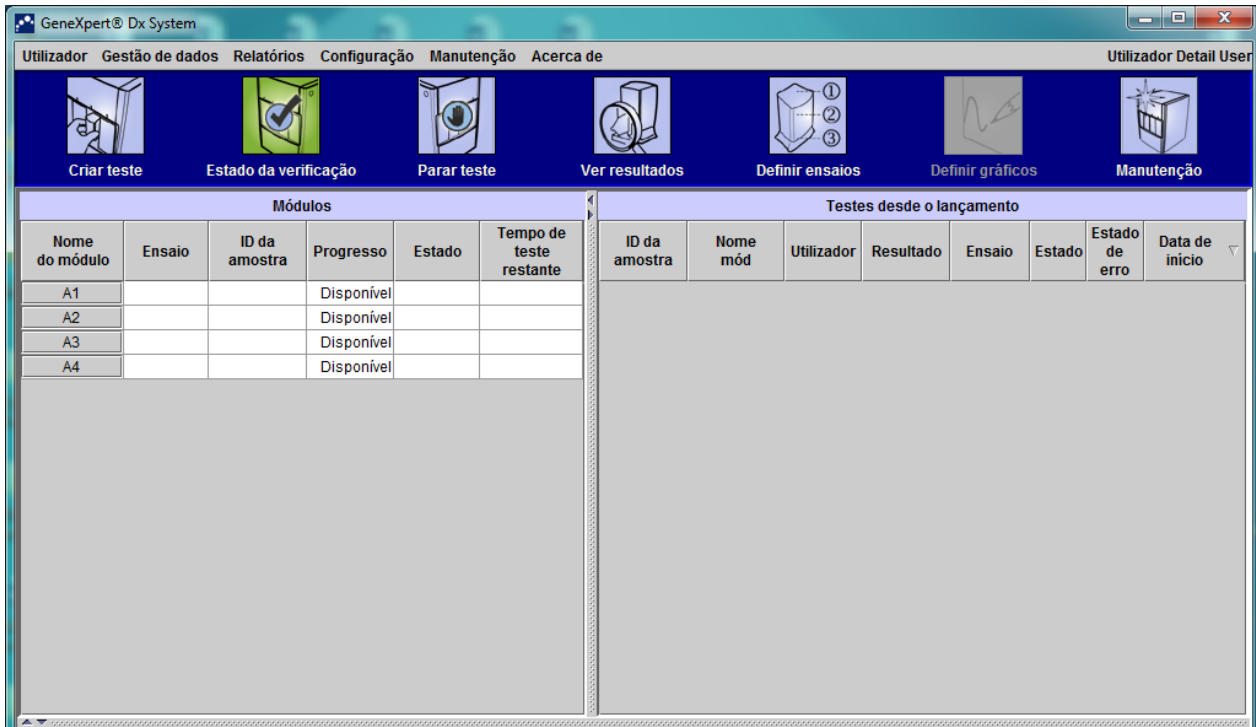 GeneXpert® Dx System
Utilizador Gestão de dados Relatórios Configuração Manutenção Acerca de Utilizador Detail User
① ② ③
Criar teste Estado da verificação Parar teste Ver resultados Definir ensaios Definir gráficos Manutenção
Módulos
Nome do módulo Ensaio ID da amostra Progresso Estado Tempo de teste restante
A1 Disponível
A2 Disponível
A3 Disponível
A4 Disponível
Testes desde o lançamento
ID da amostra Nome mód Utilizador Resultado Ensaio Estado Estado de erro Data de início